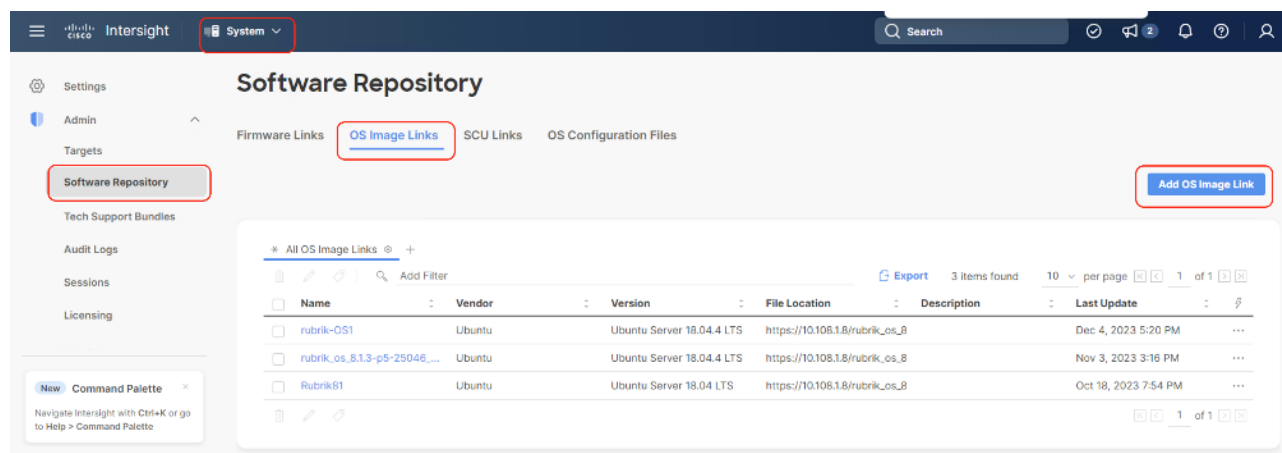 cisco Intersight System Search 2
Settings
Admin
Targets
Software Repository
Tech Support Bundles
Audit Logs
Sessions
Licensing
New Command Palette ×
Navigate Intersight with Ctrl+K or go
to Help > Command Palette
Software Repository
Firmware Links OS Image Links SCU Links OS Configuration Files
Add OS Image Link
All OS Image Links +
Add Filter Export 3 items found 10 per page 1 of 1
Name Vendor Version File Location Description Last Update
rubrik-OS1 Ubuntu Ubuntu Server 18.04.4 LTS https://10.108.1.8/rubrik_os_8 Dec 4, 2023 5:20 PM ...
rubrik_os_8.1.3-p5-25046_... Ubuntu Ubuntu Server 18.04.4 LTS https://10.108.1.8/rubrik_os_8 Nov 3, 2023 3:16 PM ...
Rubrik81 Ubuntu Ubuntu Server 18.04 LTS https://10.108.1.8/rubrik_os_8 Oct 18, 2023 7:54 PM ...
1 of 1